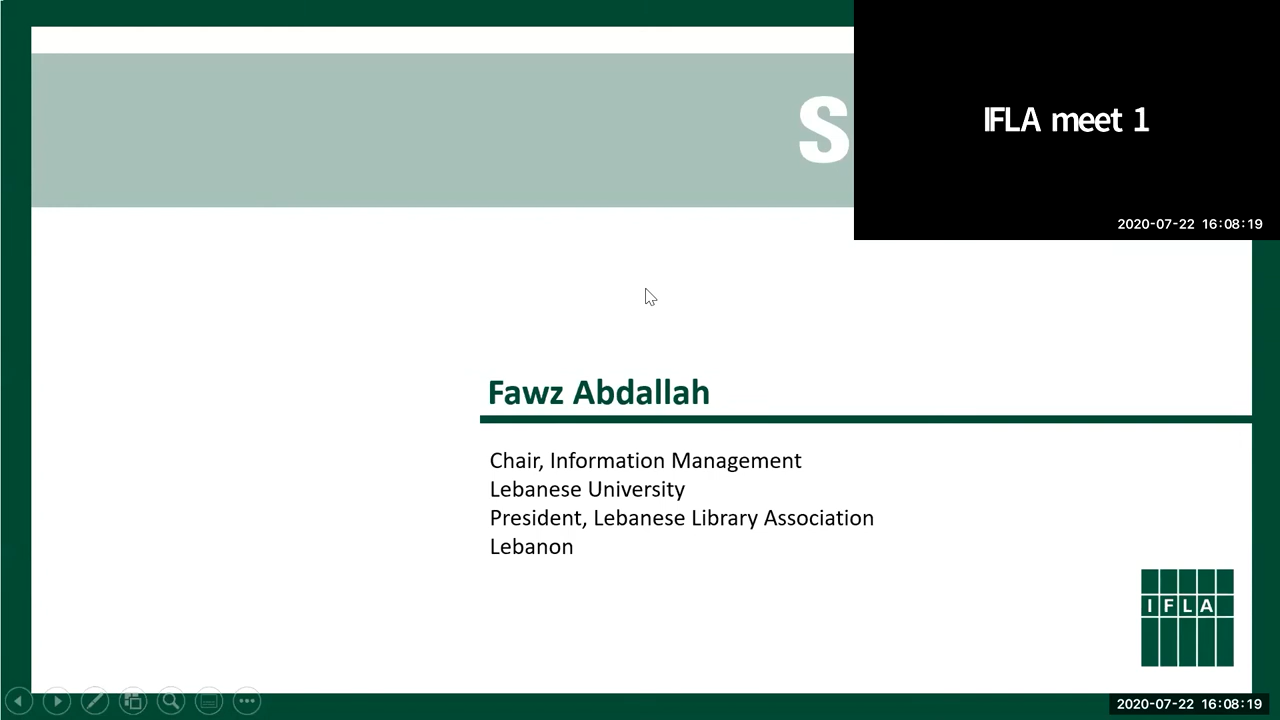 S
IFLA meet 1
2020-07-22 16:08:19
Fawz Abdallah
Chair, Information Management
Lebanese University
President, Lebanese Library Association
Lebanon
IFLA
2020-07-22 16:08:19